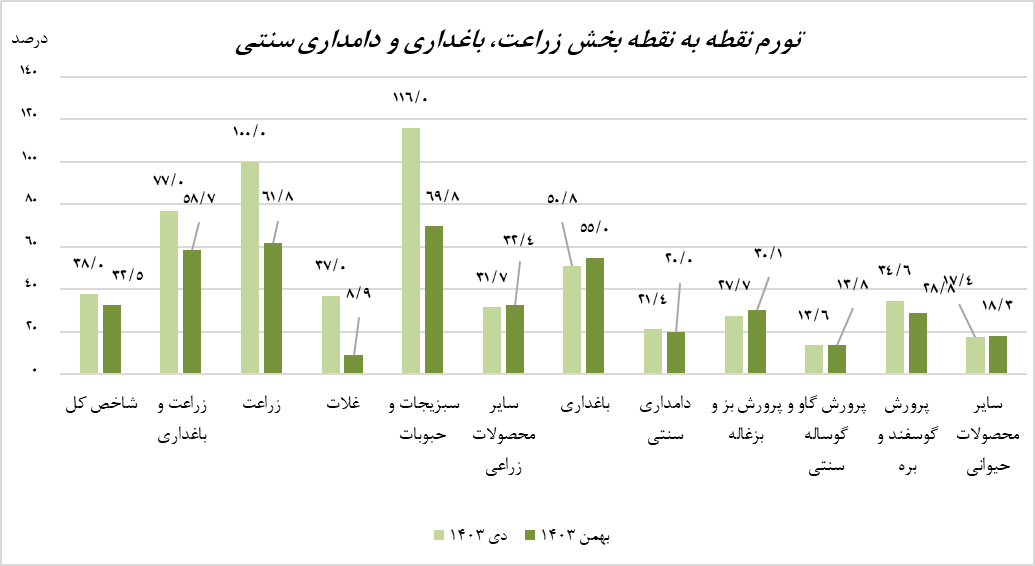 تورم نقطه به نقطه بخش زراعت، باغداری و دامداری سنتی
درصد
۱۴۰
۱۲۰
۱۰۰
۸۰
۶۰
۴۰
۲۰
۰
۳۸/۰
۳۲/۵
۷۷/۰
۵۸/۷
۱۰۰/۰
۶۱/۸
۳۷/۰
۸/۹
۱۱۶/۰
۶۹/۸
۳۱/۷
۳۲/۴
۵۰/۸
۵۵/۰
۲۱/۴
۲۰/۰
۲۷/۷
۳۰/۱
۱۳/۶
۱۳/۸
۳۴/۶
۲۸/۸
۱۷/۴
۱۸/۳
شاخص کل
زراعت و
باغداری
زراعت
غلات
سبزیجات و
حبوبات
سایر
محصولات
زراعی
باغداری
دامداری
سنتی
پرورش بز و
بزغاله
پرورش گاو و
گوساله
سنتی
پرورش
گوسفند و
بره
سایر
محصولات
حیوانی
دی ۱۴۰۳
بهمن ۱۴۰۳